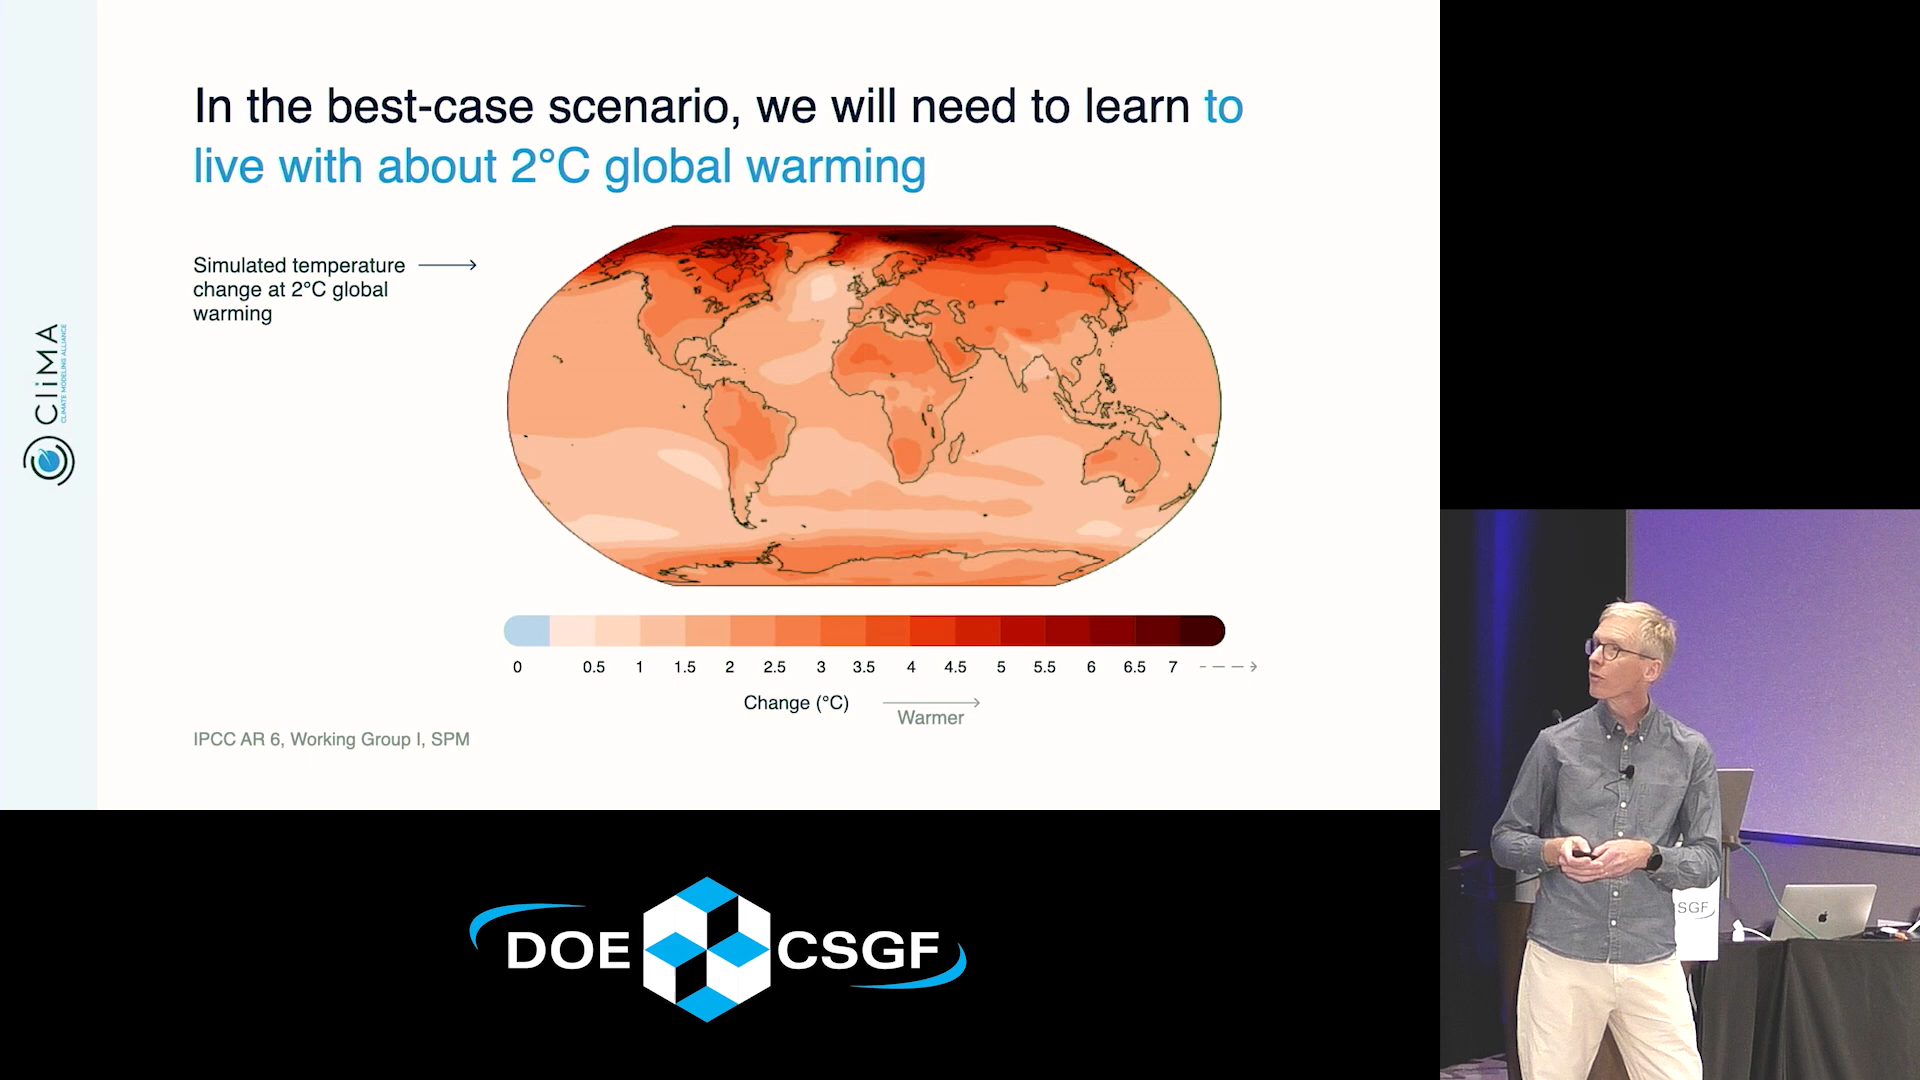 In the best-case scenario, we will need to learn to
live with about 2°C global warming
Simulated temperature
change at 2°C global
warming
CliMA
CLIMATE MODELING ALLIANCE
0 0.5 1 1.5 2 2.5 3 3.5 4 4.5 5 5.5 6 6.5 7
Change (°C)
Warmer
IPCC AR 6, Working Group I, SPM
DOE CSGF
SGF